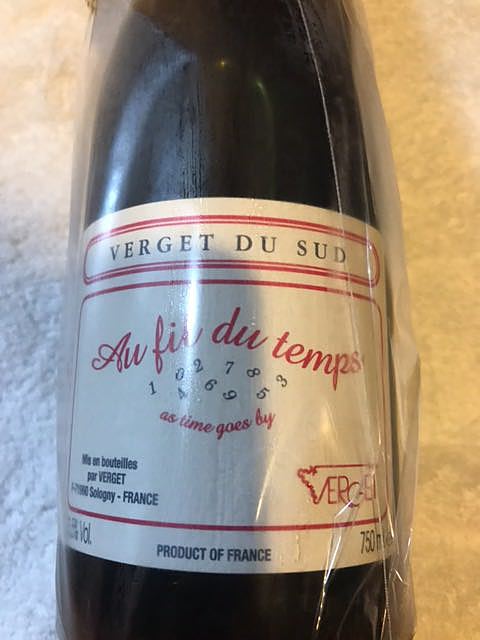 VERGET DU SUD
Au fil du temps
1 0 2 7 8 3
4 6 9 5
as time goes by
Mis en bouteilles
par VERGET
Sologny - FRANCE
VERGET
Vol.
PRODUCT OF FRANCE
750